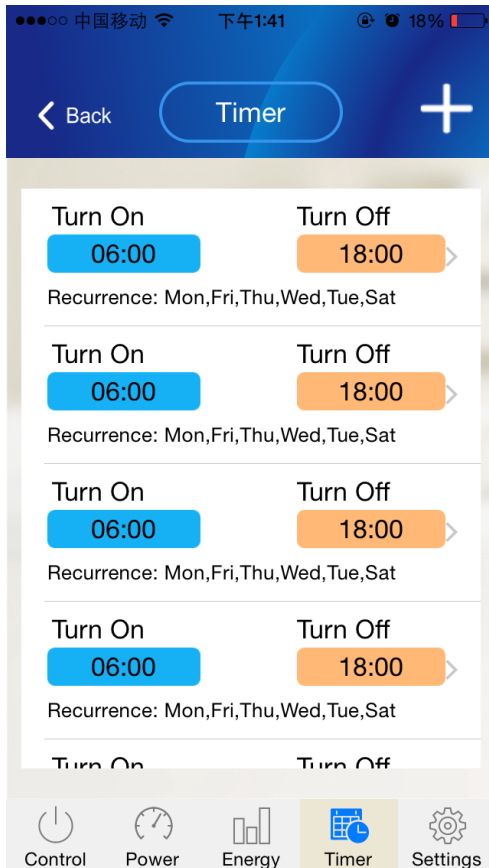 中国移动 下午1:41 18%
Back Timer
Turn On Turn Off
06:00 18:00
Recurrence: Mon,Fri,Thu,Wed,Tue,Sat
Turn On Turn Off
06:00 18:00
Recurrence: Mon,Fri,Thu,Wed,Tue,Sat
Turn On Turn Off
06:00 18:00
Recurrence: Mon,Fri,Thu,Wed,Tue,Sat
Turn On Turn Off
06:00 18:00
Recurrence: Mon,Fri,Thu,Wed,Tue,Sat
Turn On Turn Off
Control Power Energy Timer Settings